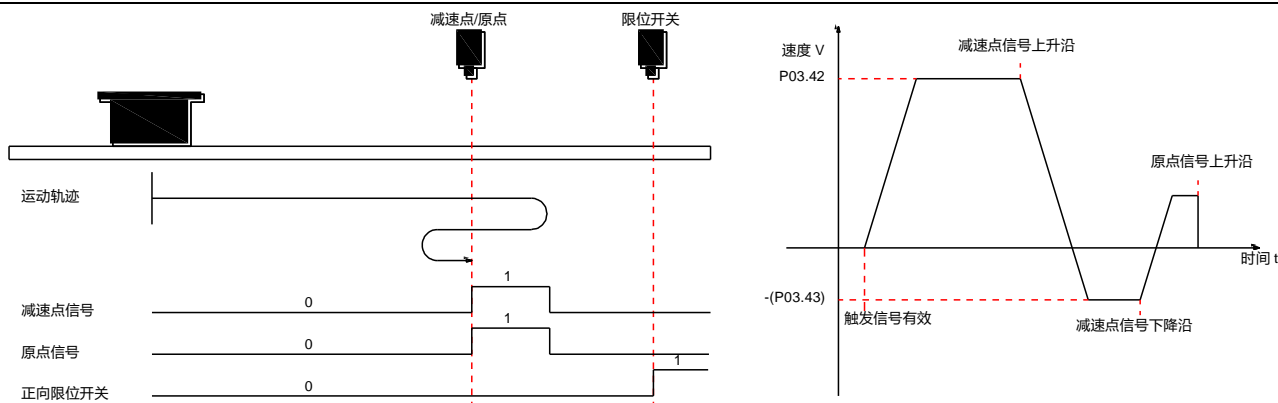 减速点/原点
限位开关
运动轨迹
1
减速点信号
0
1
原点信号
0
1
正向限位开关
0
速度 V
减速点信号上升沿
P03.42
原点信号上升沿
时间 t
-(P03.43)
触发信号有效
减速点信号下降沿